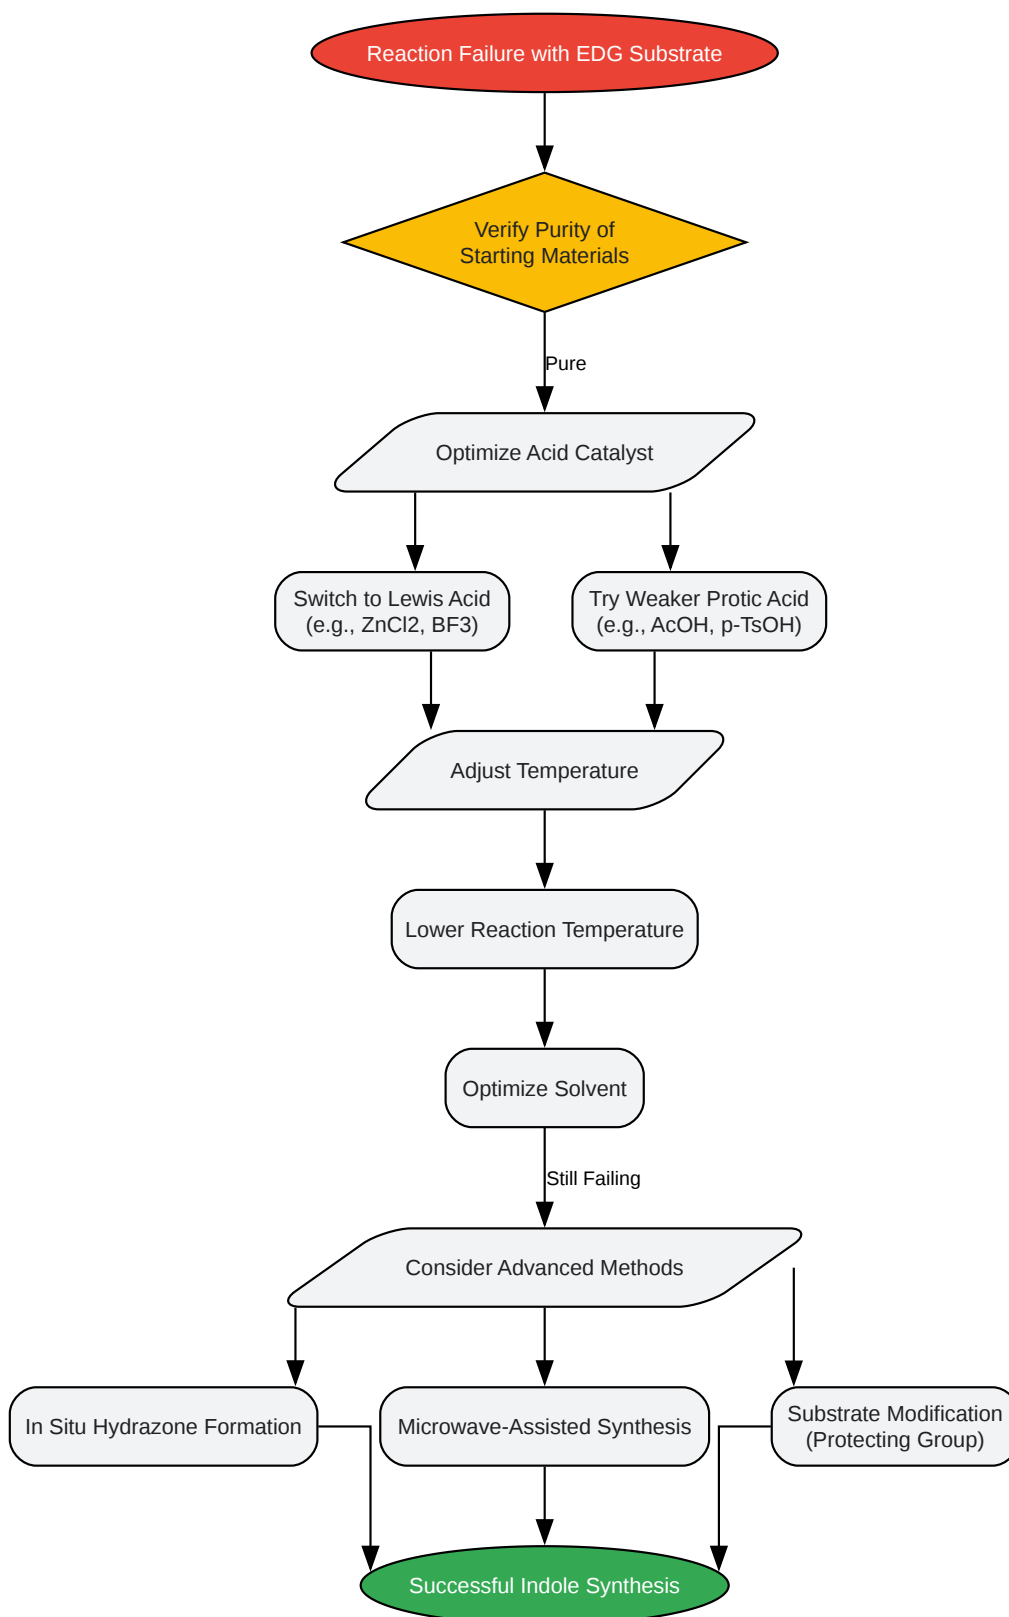 Reaction Failure with EDG Substrate
Verify Purity of
Starting Materials
Pure
Optimize Acid Catalyst
Switch to Lewis Acid
(e.g., ZnCl2, BF3)
Try Weaker Protic Acid
(e.g., AcOH, p-TsOH)
Adjust Temperature
Lower Reaction Temperature
Optimize Solvent
Still Failing
Consider Advanced Methods
In Situ Hydrazone Formation
Microwave-Assisted Synthesis
Substrate Modification
(Protecting Group)
Successful Indole Synthesis